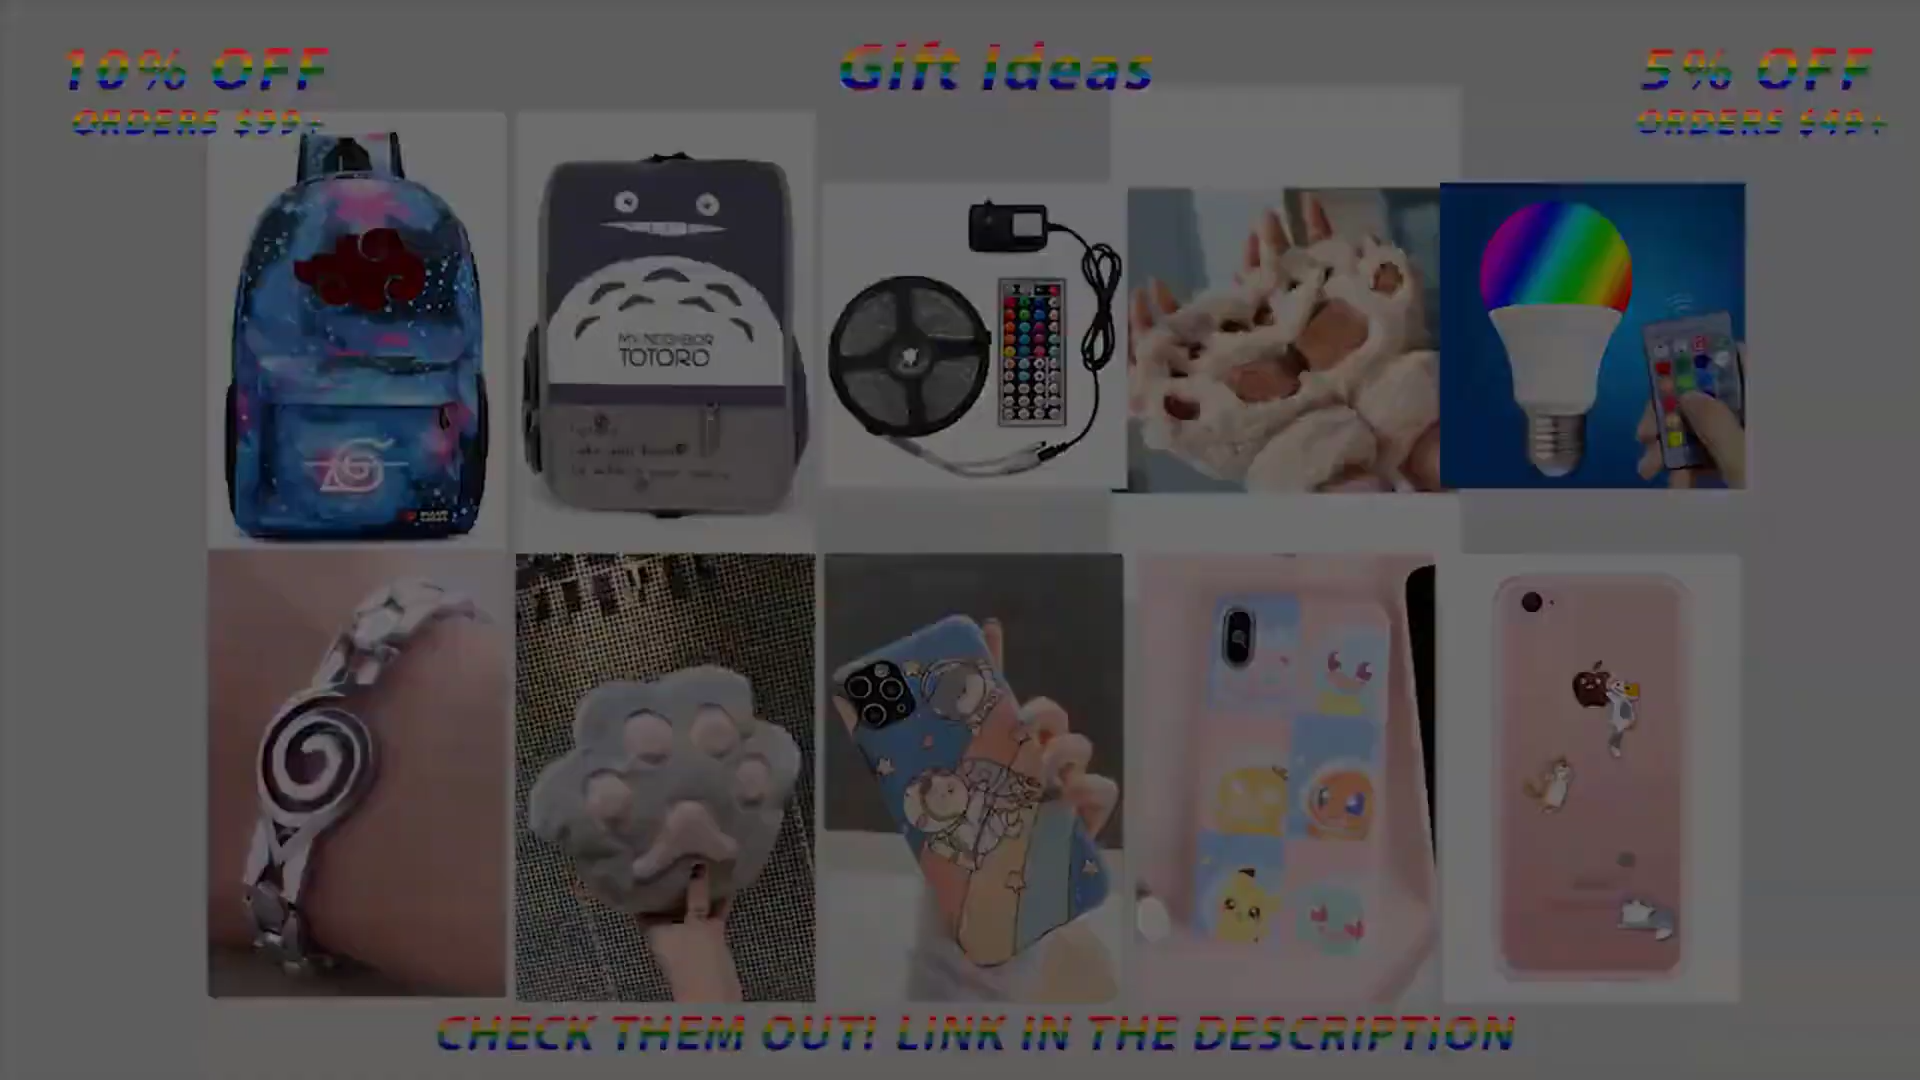 10% OFF
ORDERS $99+
Gift Ideas
5% OFF
ORDERS $49+
MY NEIGHBOR
TOTORO
CHECK THEM OUT! LINK IN THE DESCRIPTION